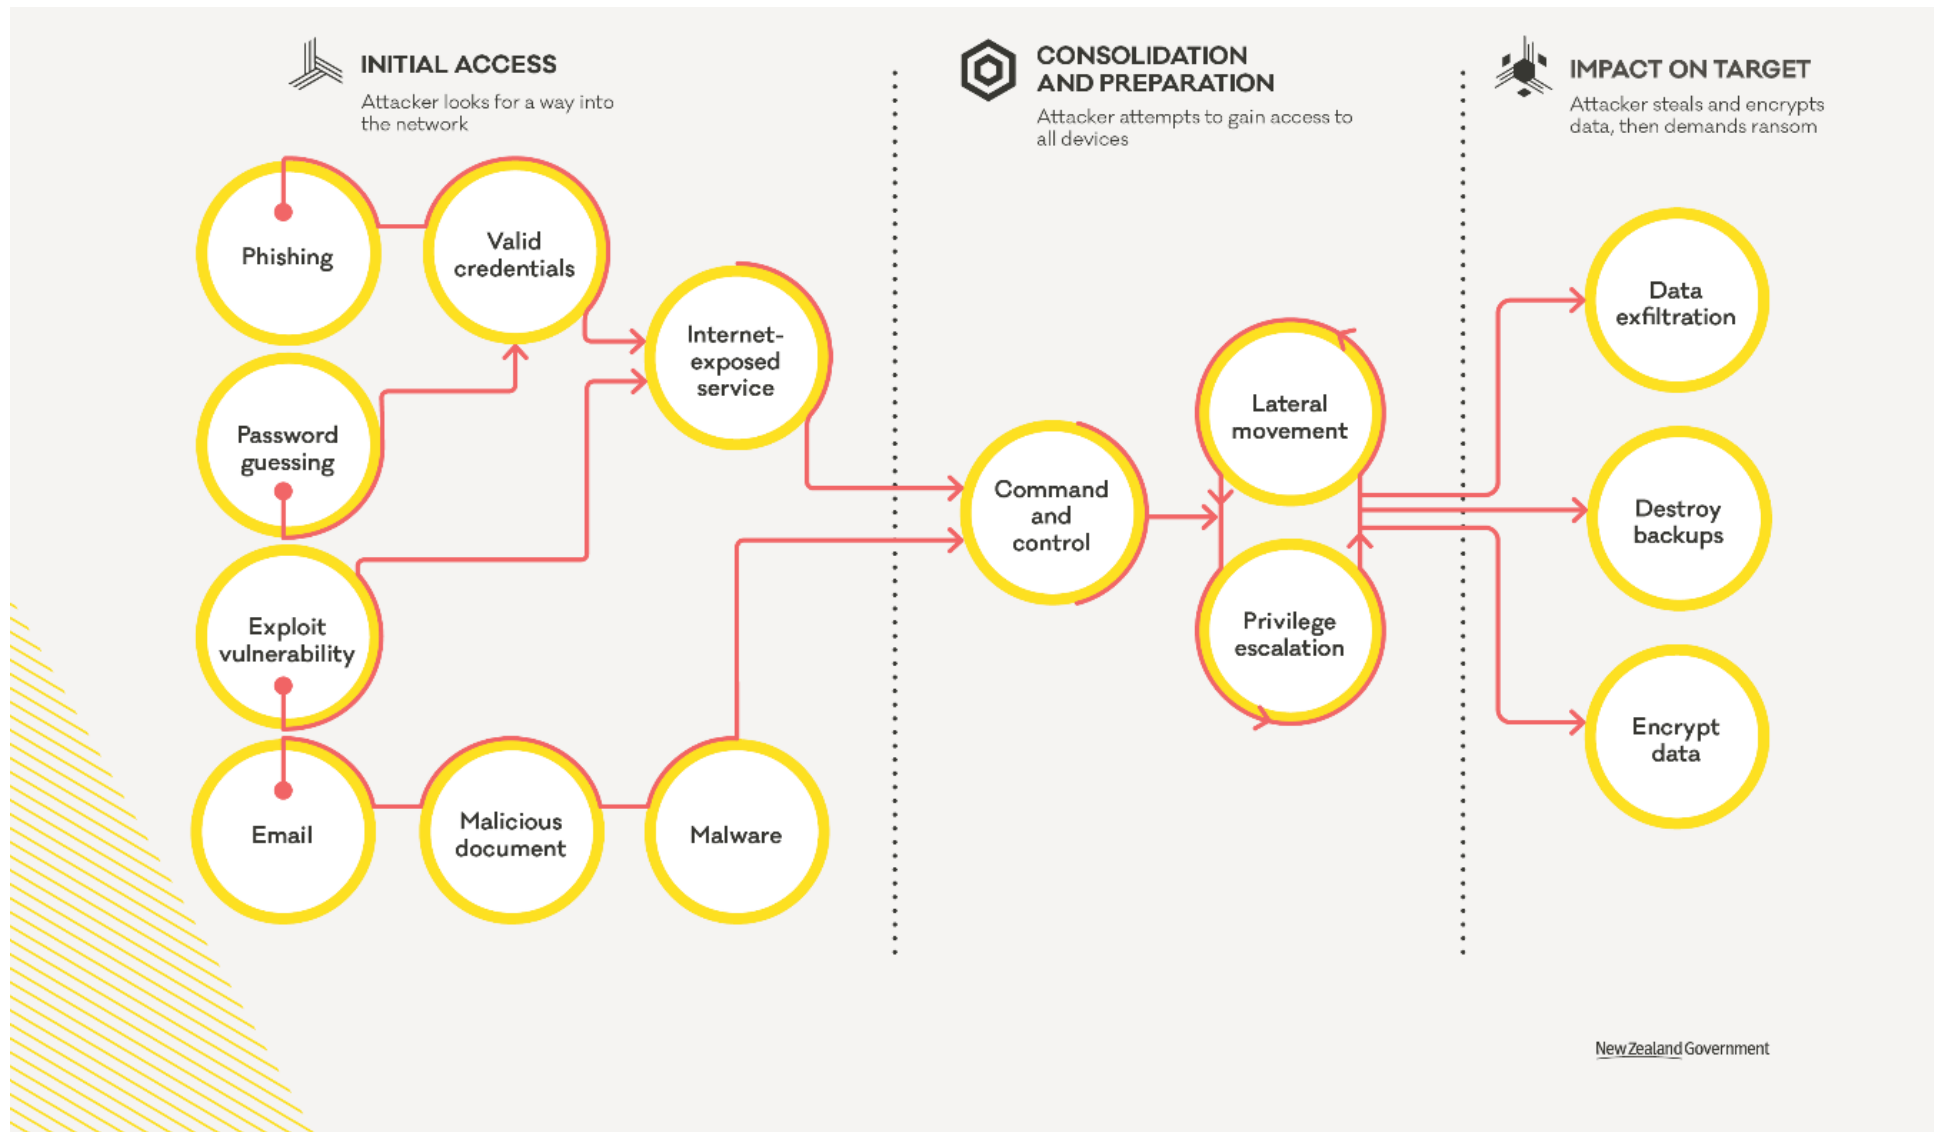 INITIAL ACCESS
Attacker looks for a way into
the network
CONSOLIDATION
AND PREPARATION
Attacker attempts to gain access to
all devices
IMPACT ON TARGET
Attacker steals and encrypts
data, then demands ransom
Phishing
Valid
credentials
Internet-
exposed
service
Password
guessing
Exploit
vulnerability
Email
Malicious
document
Malware
Command
and
control
Lateral
movement
Privilege
escalation
Data
exfiltration
Destroy
backups
Encrypt
data
New Zealand Government